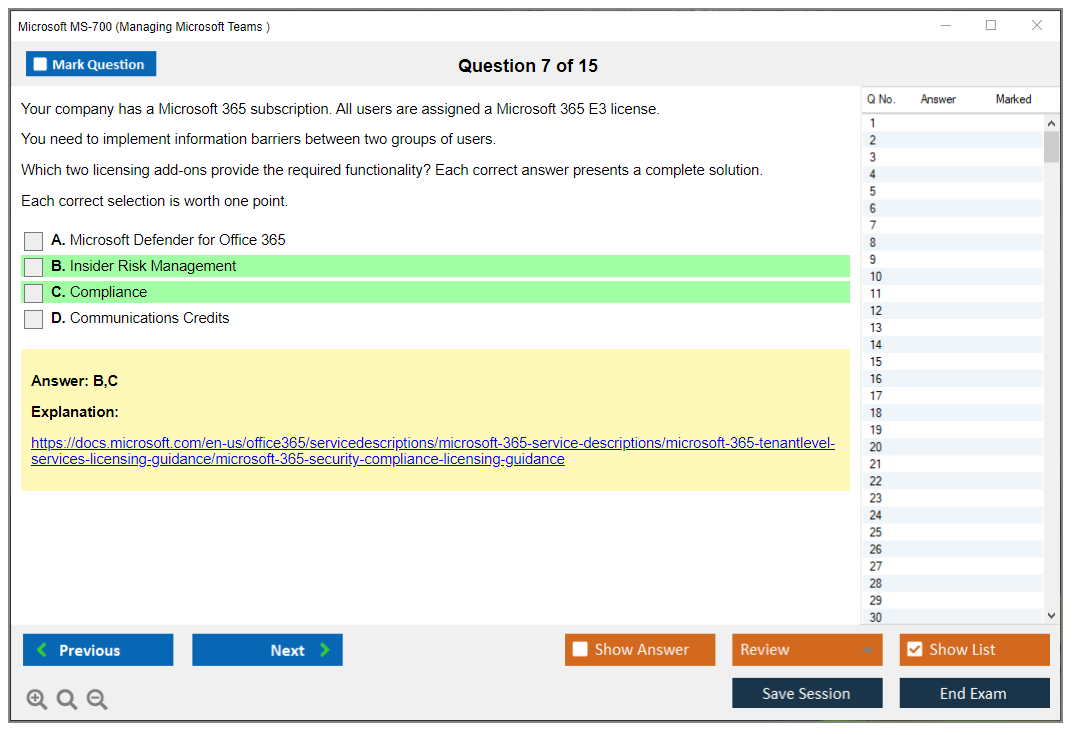 Microsoft MS-700 (Managing Microsoft Teams )
Mark Question
Question 7 of 15
Your company has a Microsoft 365 subscription. All users are assigned a Microsoft 365 E3 license.
You need to implement information barriers between two groups of users.
Which two licensing add-ons provide the required functionality? Each correct answer presents a complete solution.
Each correct selection is worth one point.
A. Microsoft Defender for Office 365
B. Insider Risk Management
C. Compliance
D. Communications Credits
Answer: B,C
Explanation:
https://docs.microsoft.com/en-us/office365/servicedescriptions/microsoft-365-service-descriptions/microsoft-365-tenantlevel-
services-licensing-guidance/microsoft-365-security-compliance-licensing-guidance
Q No. Answer Marked
1
2
3
4
5
6
7
8
9
10
11
12
13
14
15
16
17
18
19
20
21
22
23
24
25
26
27
28
29
30
Previous
Next
Show Answer
Review
Show List
Save Session
End Exam